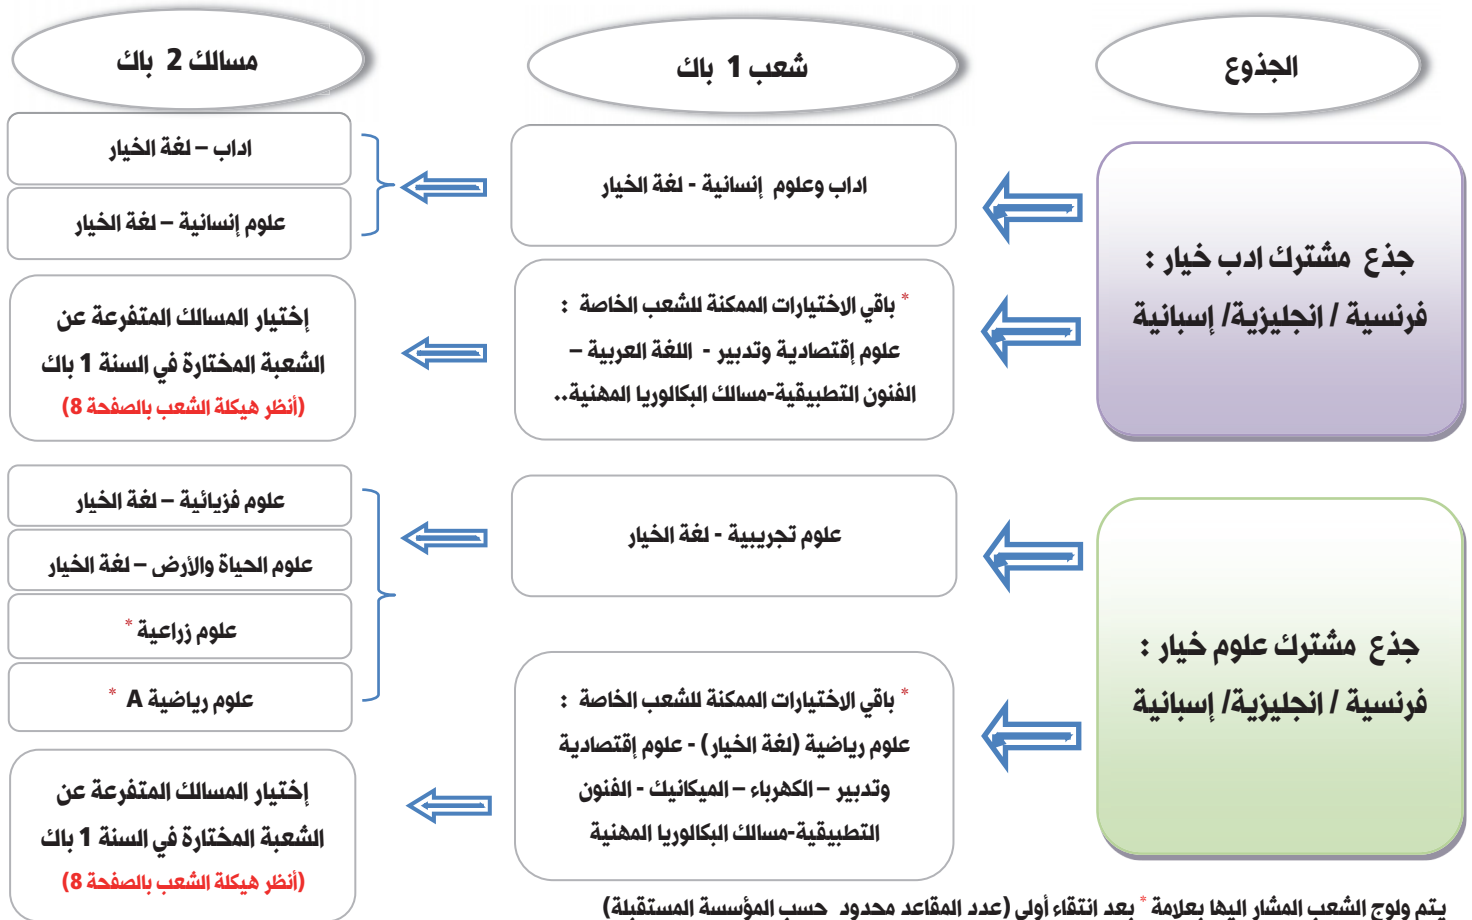 الجذوع
شعب 1 باك
مسالك 2 باك
جذع مشترك ادب خيار :
فرنسية / انجليزية/ إسبانية
اداب وعلوم إنسانية - لغة الخيار
اداب – لغة الخيار
علوم إنسانية – لغة الخيار
* باقي الاختيارات الممكنة للشعب الخاصة :
علوم إقتصادية وتدبير - اللغة العربية –
الفنون التطبيقية-مسالك البكالوريا المهنية..
إختيار المسالك المتفرعة عن
الشعبة المختارة في السنة 1 باك
(أنظر هيكلة الشعب بالصفحة 8)
جذع مشترك علوم خيار :
فرنسية / انجليزية/ إسبانية
علوم تجريبية - لغة الخيار
علوم فزيائية – لغة الخيار
علوم الحياة والأرض – لغة الخيار
علوم زراعية *
علوم رياضية A *
* باقي الاختيارات الممكنة للشعب الخاصة :
علوم رياضية (لغة الخيار) - علوم إقتصادية
وتدبير – الكهرباء – الميكانيك - الفنون
التطبيقية-مسالك البكالوريا المهنية
إختيار المسالك المتفرعة عن
الشعبة المختارة في السنة 1 باك
(أنظر هيكلة الشعب بالصفحة 8)
يتم ولوج الشعب المشار اليها بعلامة * بعد انتقاء أولي (عدد المقاعد محدود حسب المؤسسة المستقبلة)